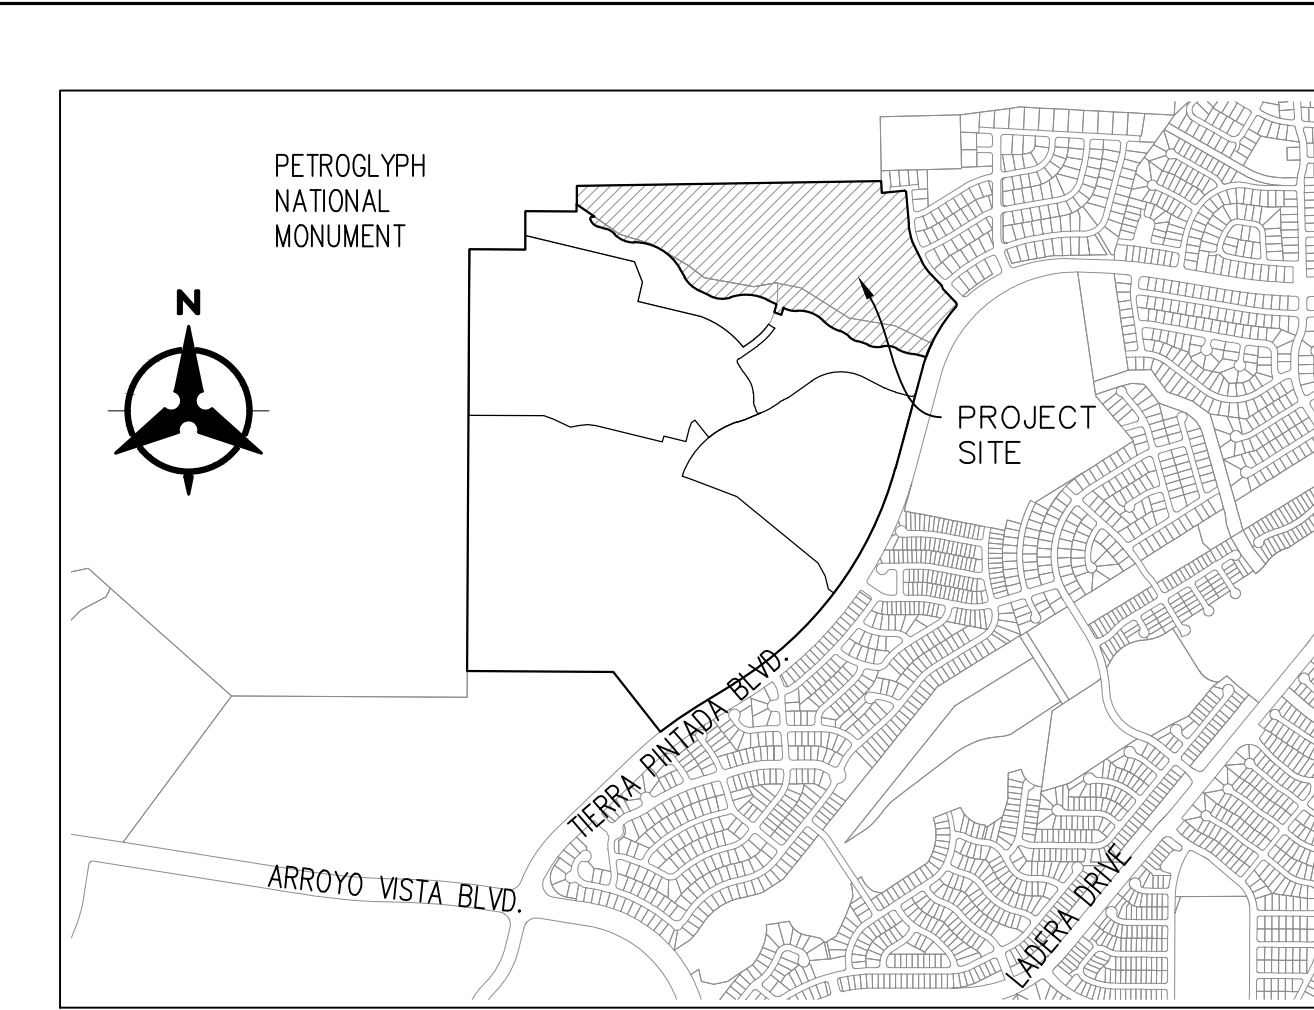 PETROGLYPH
NATIONAL
MONUMENT
N
PROJECT
SITE
TIERRA PINTADA BLVD.
ARROYO VISTA BLVD.
LADERA DRIVE